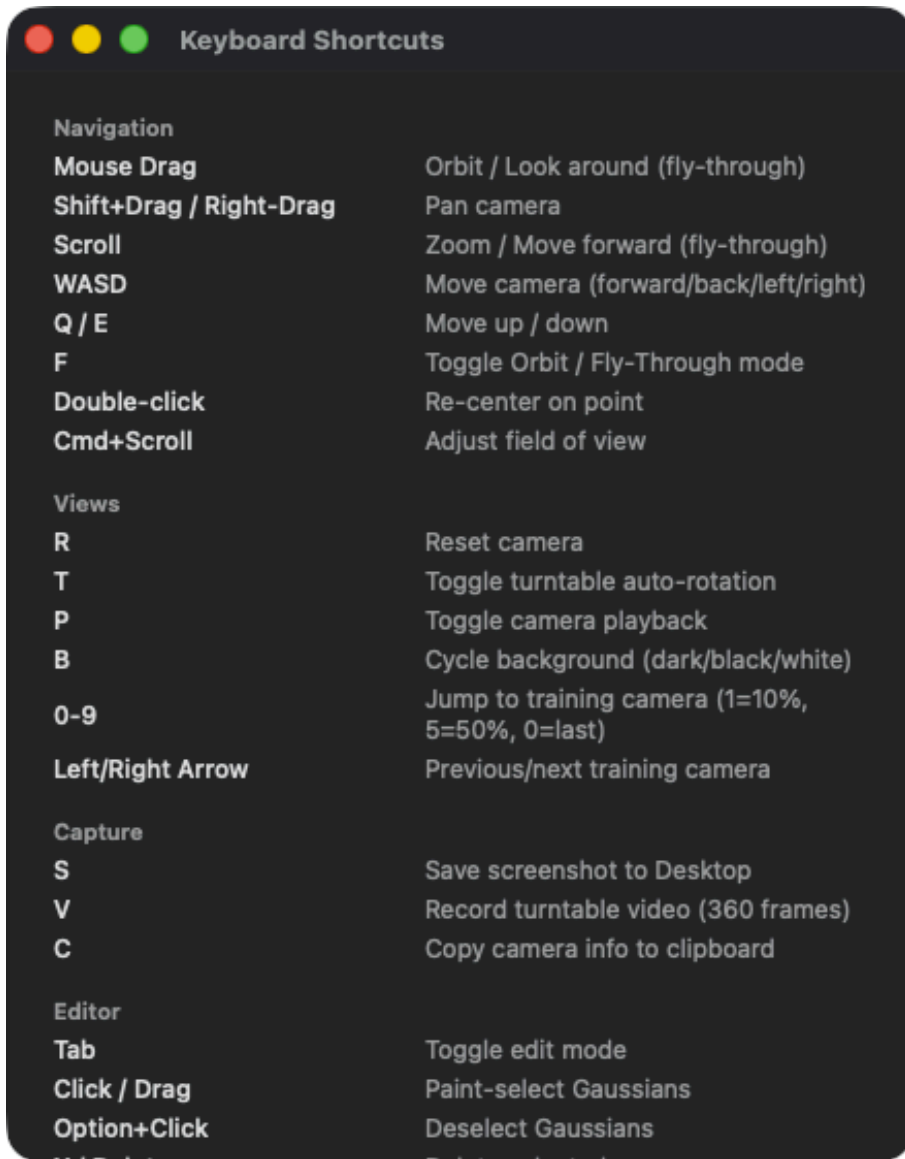 Keyboard Shortcuts
Navigation
Mouse Drag Orbit / Look around (fly-through)
Shift+Drag / Right-Drag Pan camera
Scroll Zoom / Move forward (fly-through)
WASD Move camera (forward/back/left/right)
Q / E Move up / down
F Toggle Orbit / Fly-Through mode
Double-click Re-center on point
Cmd+Scroll Adjust field of view
Views
R Reset camera
T Toggle turntable auto-rotation
P Toggle camera playback
B Cycle background (dark/black/white)
0-9 Jump to training camera (1=10%,
5=50%, 0=last)
Left/Right Arrow Previous/next training camera
Capture
S Save screenshot to Desktop
V Record turntable video (360 frames)
C Copy camera info to clipboard
Editor
Tab Toggle edit mode
Click / Drag Paint-select Gaussians
Option+Click Deselect Gaussians